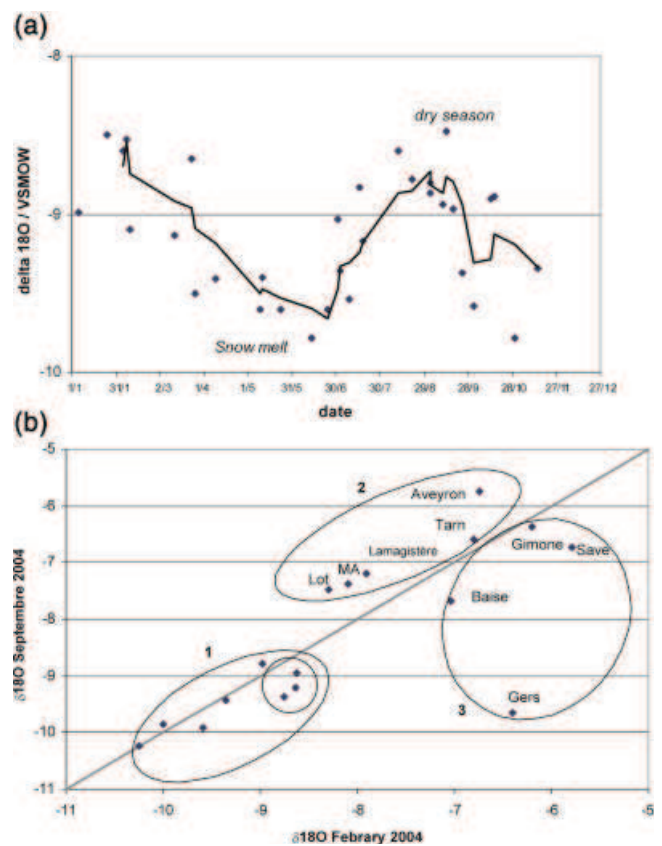 (a)
-8
dry season
delta 18O / VSMOW
-9
Snow melt
-10
1/1 31/1 2/3 1/4 1/5 31/5 30/6 30/7 29/8 28/9 28/10 27/11 27/12
date
(b)
-5
2
Aveyron
-6
Tarn
Gimone
Lamagistère
Save
-7
MA
Lot
Baise
δ18O Septembre 2004
-8
1
-9
Gers
3
-10
-11
-11 -10 -9 -8 -7 -6 -5
δ18O Febrary 2004